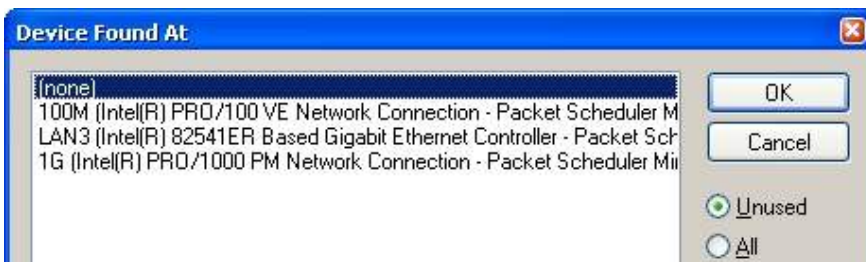 Device Found At
(none)
100M (Intel(R) PRO/100 VE Network Connection - Packet Scheduler M
LAN3 (Intel(R) 82541ER Based Gigabit Ethernet Controller - Packet Sch
1G (Intel(R) PRO/1000 PM Network Connection - Packet Scheduler Mi
OK
Cancel
Unused
All